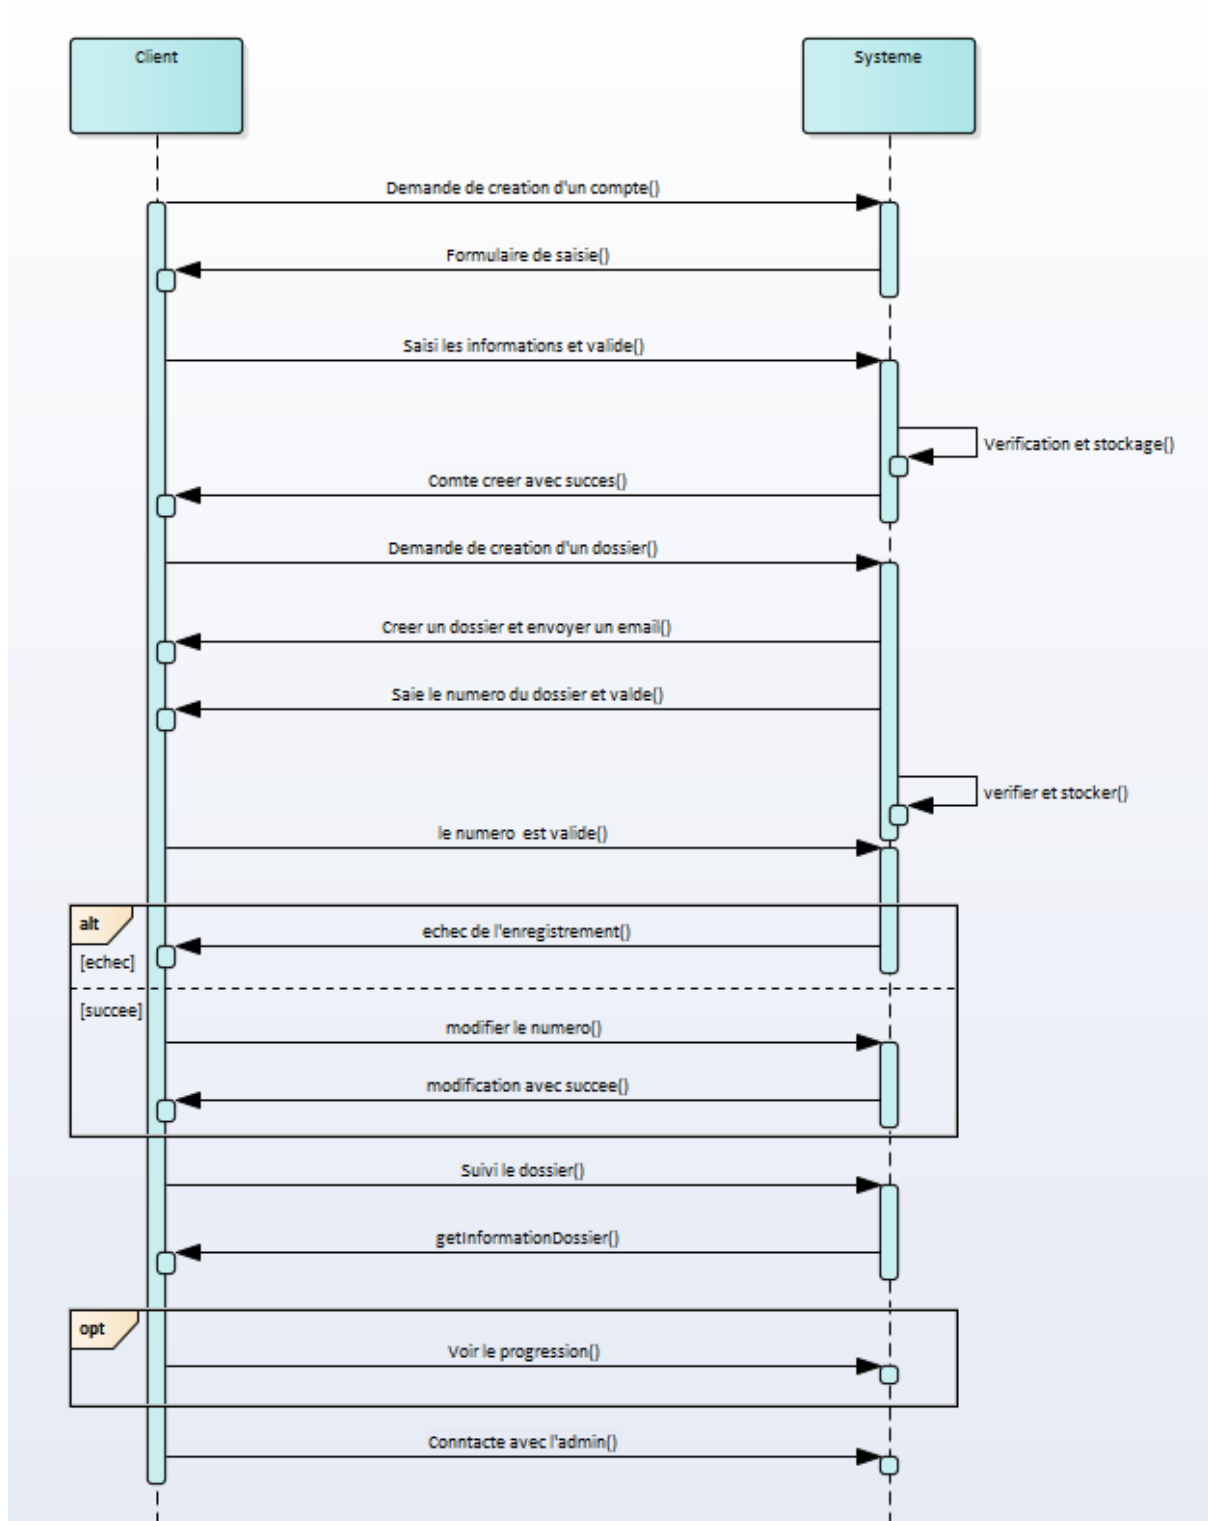 Client
Systeme
Demande de creation d'un compte()
Formulaire de saisie()
Saisi les informations et valide()
Verification et stockage()
Comte creer avec succes()
Demande de creation d'un dossier()
Creer un dossier et envoyer un email()
Saie le numero du dossier et valde()
verifier et stocker()
le numero est valide()
alt
echec de l'enregistrement()
[echec]
[succee]
modifier le numero()
modification avec succee()
Suivi le dossier()
getInformationDossier()
opt
Voir le progression()
Conntacte avec l'admin()